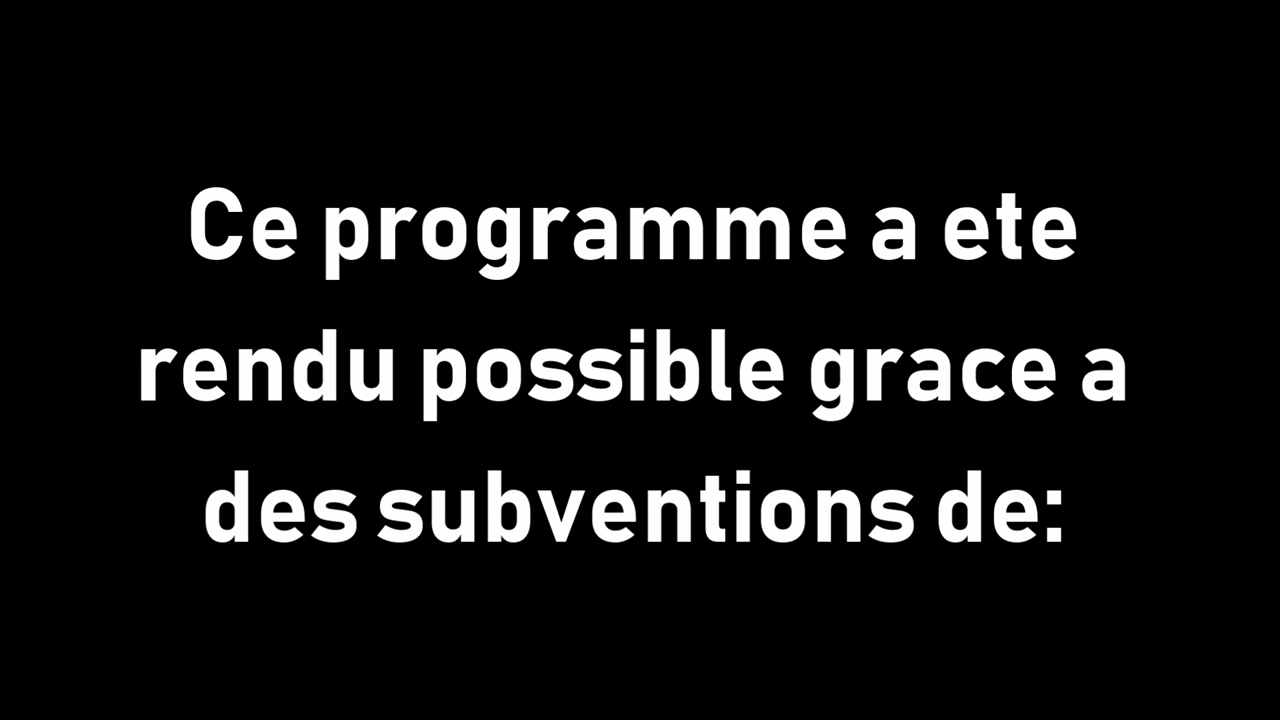 Ce programme a ete
rendu possible grace a
des subventions de: